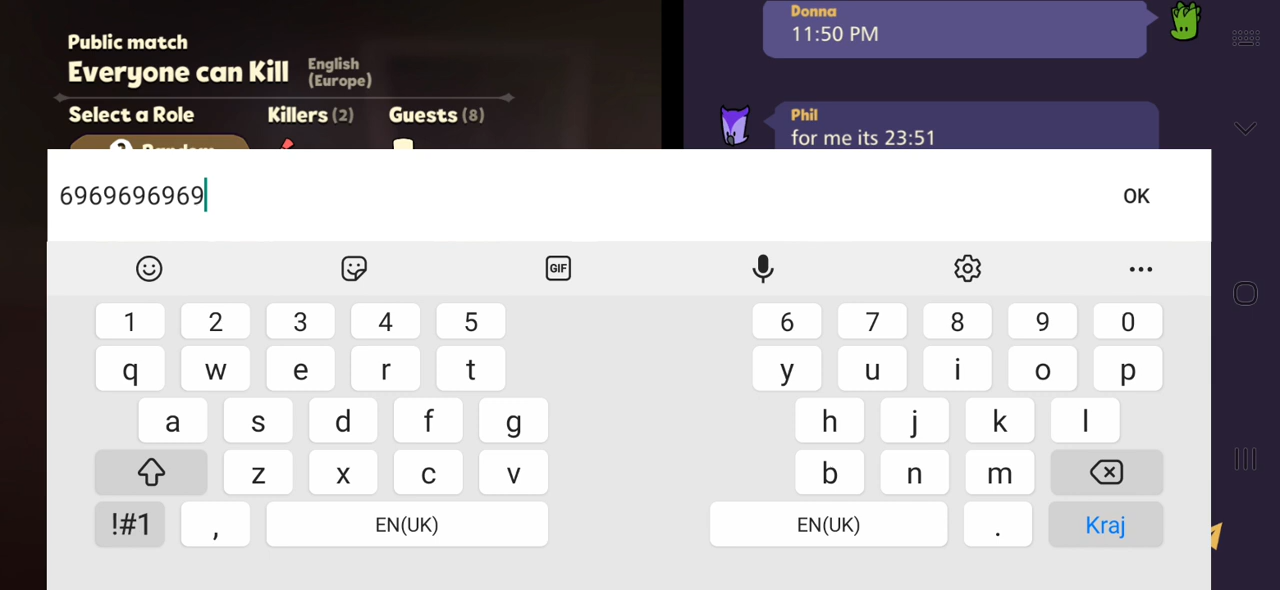 Public match
Everyone can Kill
English
(Europe)
Select a Role
Killers (2)
Guests (8)
Random
Donna
11:50 PM
Phil
for me its 23:51
6969696969
OK
GIF
1 2 3 4 5 6 7 8 9 0
q w e r t y u i o p
a s d f g h j k l
z x c v b n m
!#1 , EN(UK) EN(UK) . Kraj